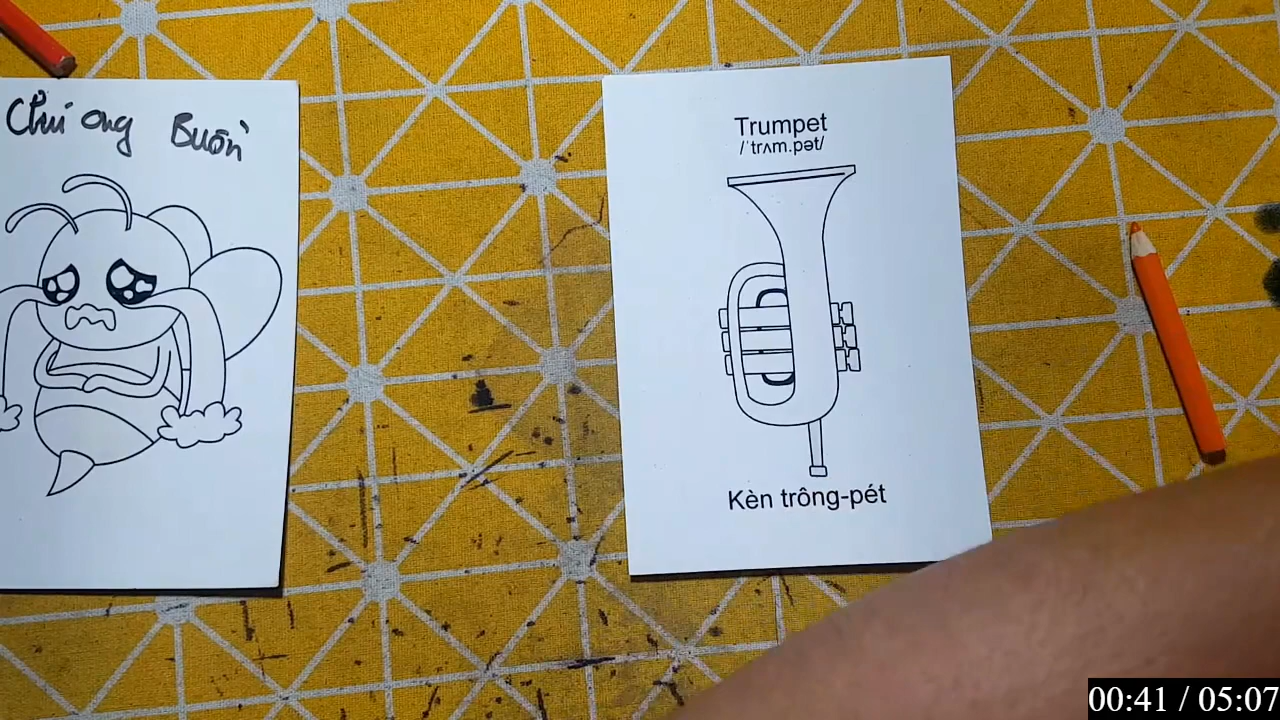 Chú ong Buồn
Trumpet
/ˈtrʌm.pət/
Kèn trông-pét
00:41 / 05:07